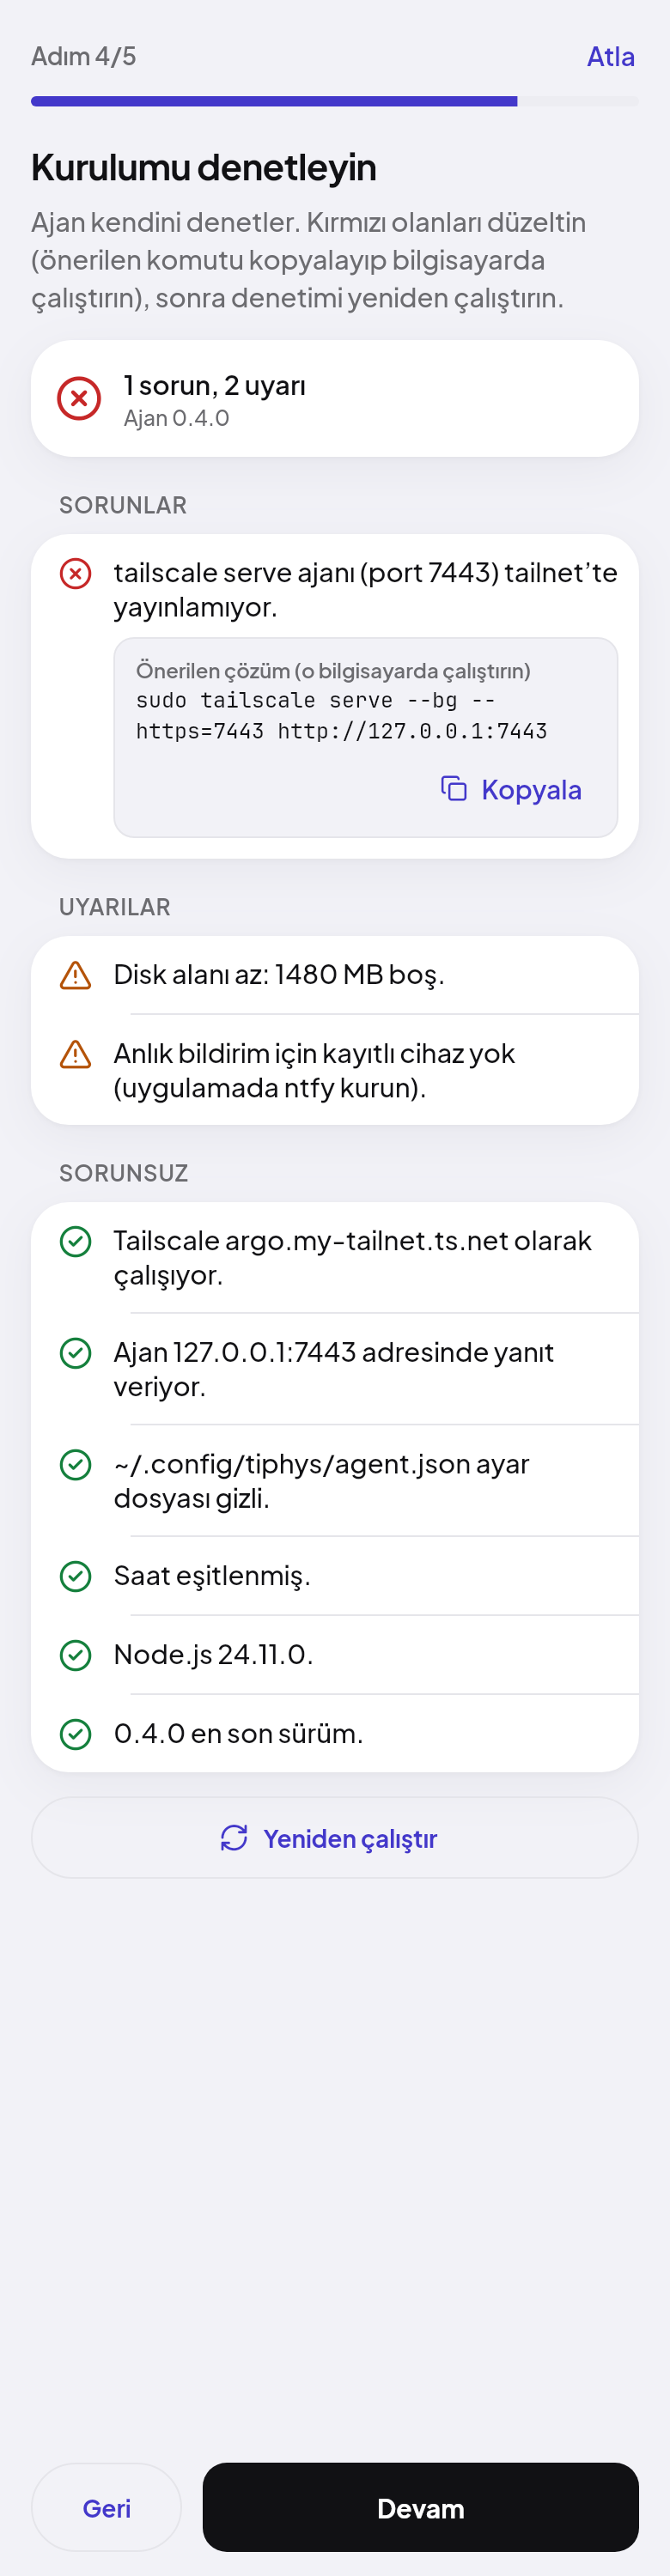 Adım 4/5
Atla
Kurulumu denetleyin
Ajan kendini denetler. Kırmızı olanları düzeltin
(önerilen komutu kopyalayıp bilgisayarda
çalıştırın), sonra denetimi yeniden çalıştırın.
1 sorun, 2 uyarı
Ajan 0.4.0
SORUNLAR
tailscale serve ajanı (port 7443) tailnet’te
yayınlamıyor.
Önerilen çözüm (o bilgisayarda çalıştırın)
sudo tailscale serve --bg --
https=7443 http://127.0.0.1:7443
Kopyala
UYARILAR
Disk alanı az: 1480 MB boş.
Anlık bildirim için kayıtlı cihaz yok
(uygulamada ntfy kurun).
SORUNSUZ
Tailscale argo.my-tailnet.ts.net olarak
çalışıyor.
Ajan 127.0.0.1:7443 adresinde yanıt
veriyor.
~/.config/tiphys/agent.json ayar
dosyası gizli.
Saat eşitlenmiş.
Node.js 24.11.0.
0.4.0 en son sürüm.
Yeniden çalıştır
Geri
Devam